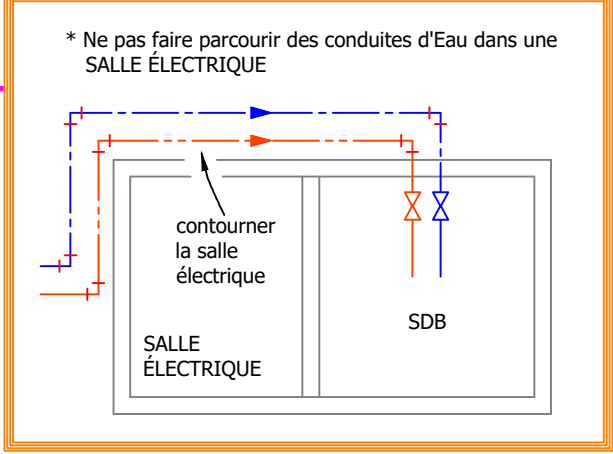 * Ne pas faire parcourir des conduites d'Eau dans une
SALLE ÉLECTRIQUE
contourner
la salle
électrique
SDB
SALLE
ÉLECTRIQUE